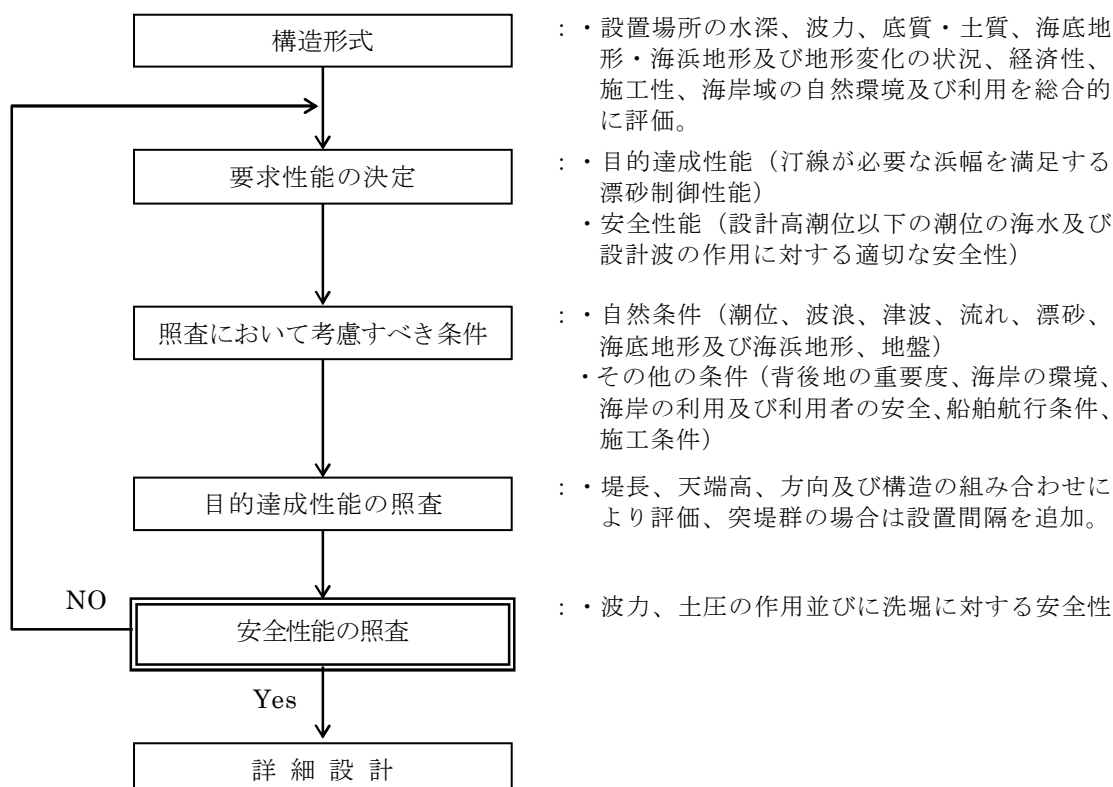 構造形式
：・設置場所の水深、波力、底質・土質、海底地
形・海浜地形及び地形変化の状況、経済性、
施工性、海岸域の自然環境及び利用を総合的
に評価。
要求性能の決定
：・目的達成性能（汀線が必要な浜幅を満足する
漂砂制御性能）
・安全性能（設計高潮位以下の潮位の海水及び
設計波の作用に対する適切な安全性）
照査において考慮すべき条件
：・自然条件（潮位、波浪、津波、流れ、漂砂、
海底地形及び海浜地形、地盤）
・その他の条件（背後地の重要度、海岸の環境、
海岸の利用及び利用者の安全、船舶航行条件、
施工条件）
目的達成性能の照査
：・堤長、天端高、方向及び構造の組み合わせに
より評価、突堤群の場合は設置間隔を追加。
NO
安全性能の照査
：・波力、土圧の作用並びに洗堀に対する安全性
Yes
詳 細 設 計